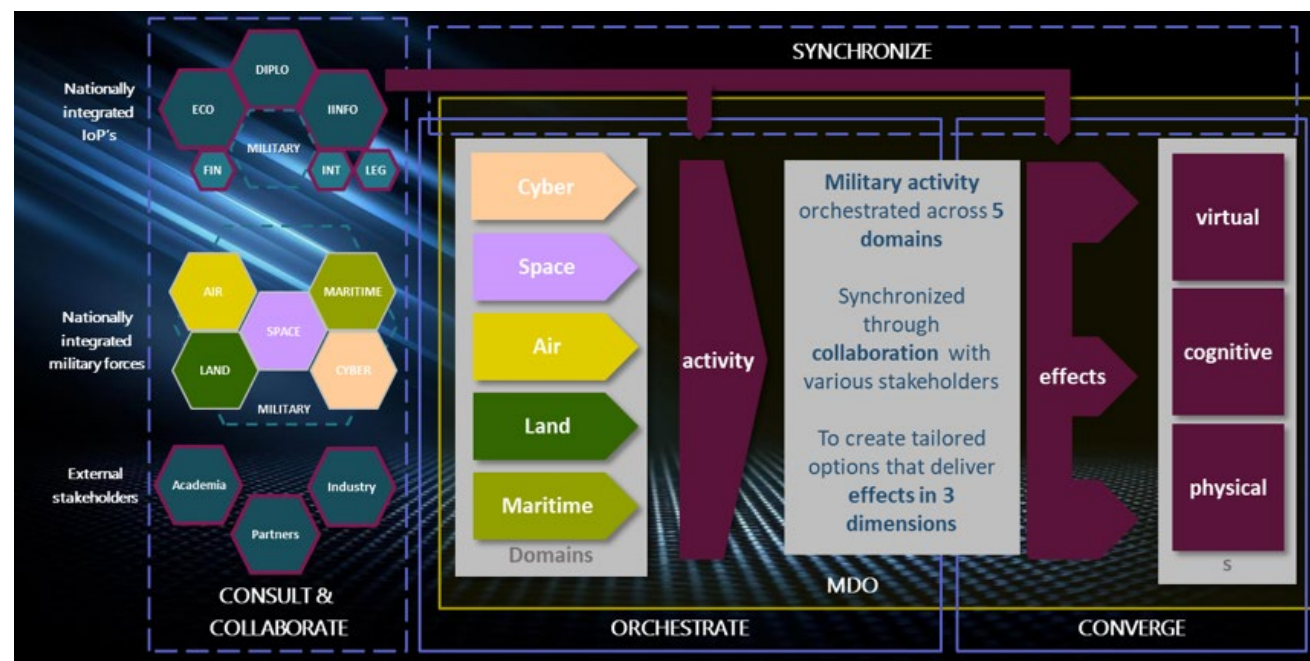 SYNCHRONIZE
Nationally
integrated
IoP's
DIPLO
ECO
IINFO
MILITARY
FIN
INT
LEG
Nationally
integrated
military forces
AIR
MARITIME
SPACE
LAND
CYBER
MILITARY
External
stakeholders
Academia
Industry
Partners
CONSULT &
COLLABORATE
Cyber
Space
Air
Land
Maritime
Domains
activity
Military activity
orchestrated across 5
domains
Synchronized
through
collaboration with
various stakeholders
To create tailored
options that deliver
effects in 3
dimensions
effects
virtual
cognitive
physical
s
MDO
ORCHESTRATE
CONVERGE